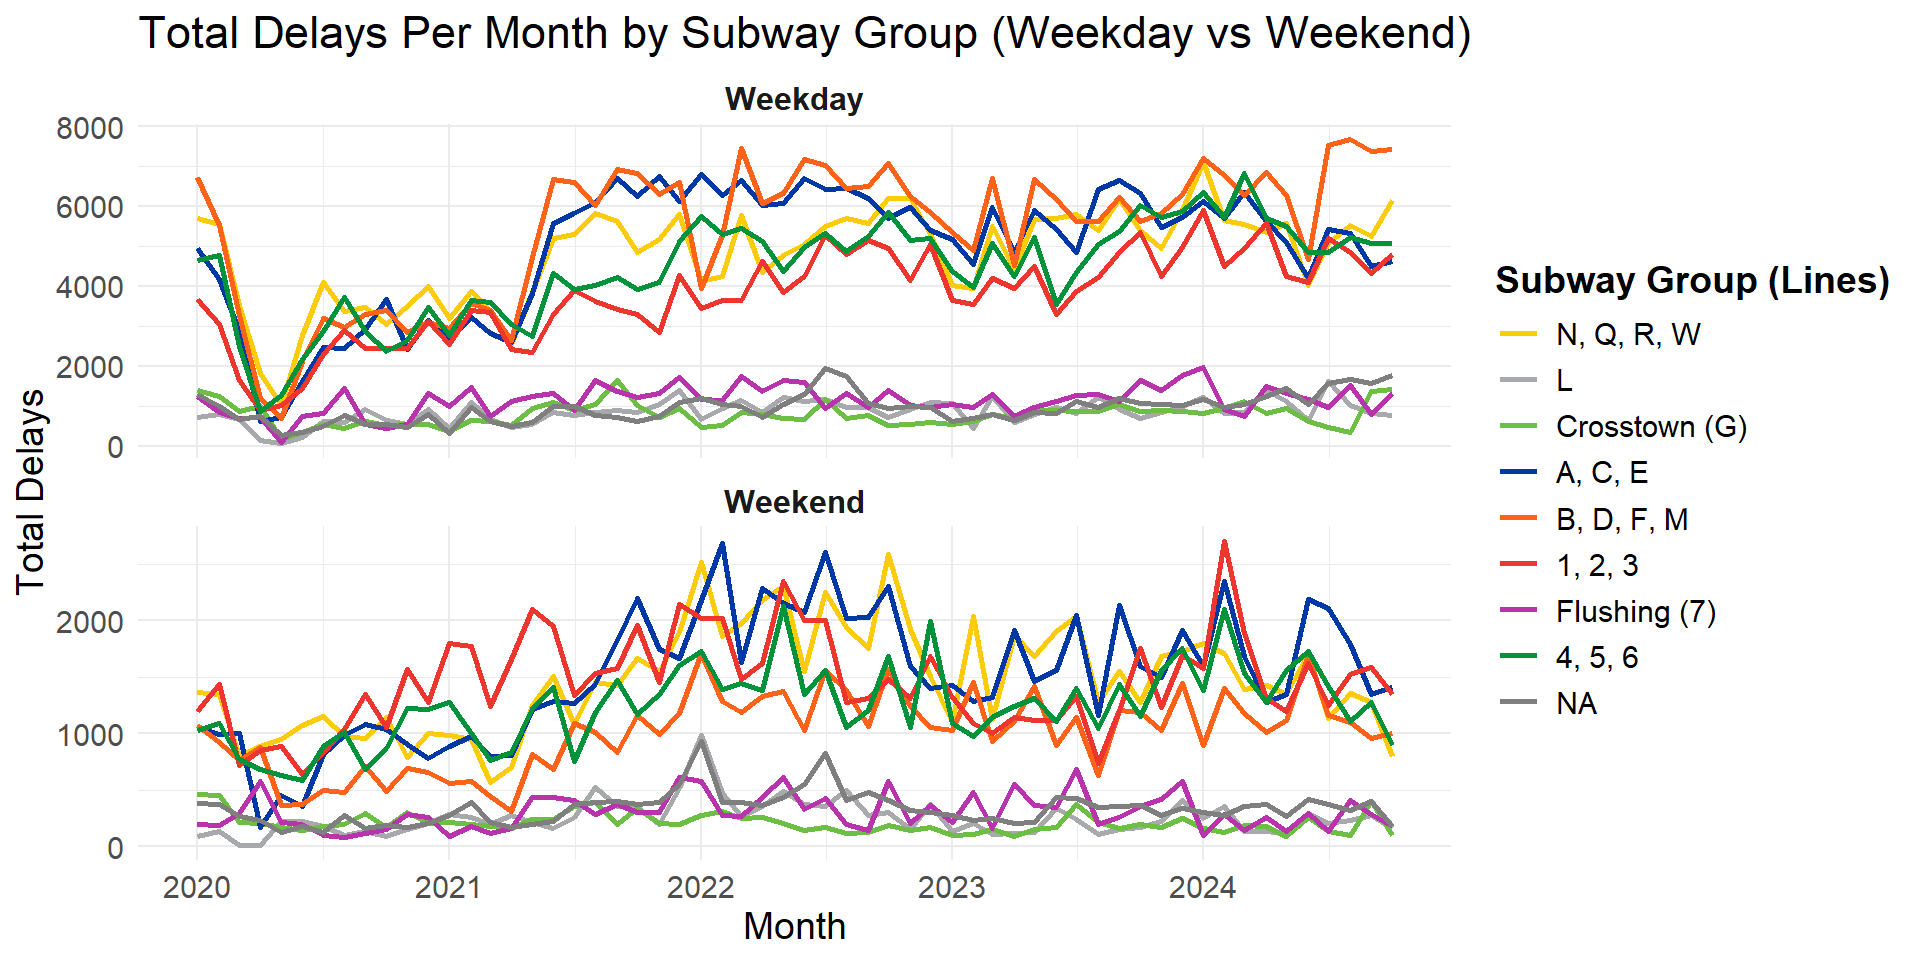 Total Delays Per Month by Subway Group (Weekday vs Weekend)
Weekday
8000
6000
4000
2000
0
Total Delays
Weekend
2000
1000
0
2020
2021
2022
2023
2024
Month
Subway Group (Lines)
N, Q, R, W
L
Crosstown (G)
A, C, E
B, D, F, M
1, 2, 3
Flushing (7)
4, 5, 6
NA